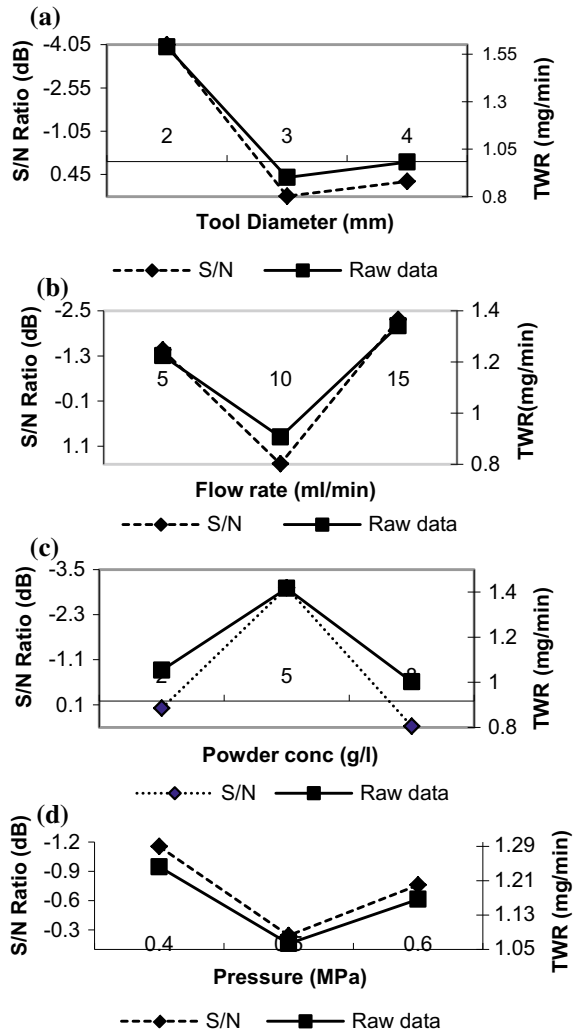 (a)
S/N Ratio (dB)
-4.05
-2.55
-1.05
0.45
2 3 4
1.55
1.3
1.05
0.8
TWR (mg/min)
Tool Diameter (mm)
S/N Raw data
(b)
S/N Ratio (dB)
-2.5
-1.3
-0.1
1.1
5 10 15
1.4
1.2
1
0.8
TWR(mg/min)
Flow rate (ml/min)
S/N Raw data
(c)
S/N Ratio (dB)
-3.5
-2.3
-1.1
0.1
2 5
1.4
1.2
1
0.8
TWR (mg/min)
Powder conc (g/l)
S/N Raw data
(d)
S/N Ratio (dB)
-1.2
-0.9
-0.6
-0.3
0.4 0.6
1.29
1.21
1.13
1.05
TWR (mg/min)
Pressure (MPa)
S/N Raw data